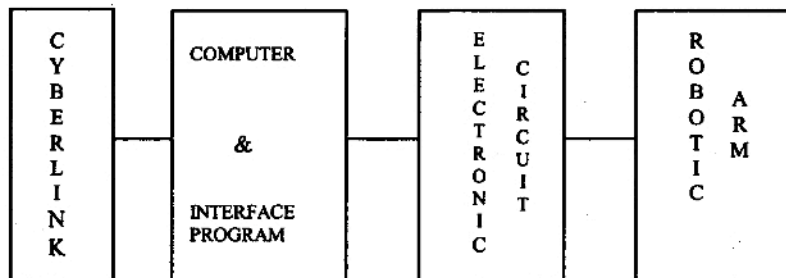 CYBERLINK
COMPUTER
&
INTERFACE
PROGRAM
ELECTRONIC
CIRCUIT
ROBOTIC
ARM